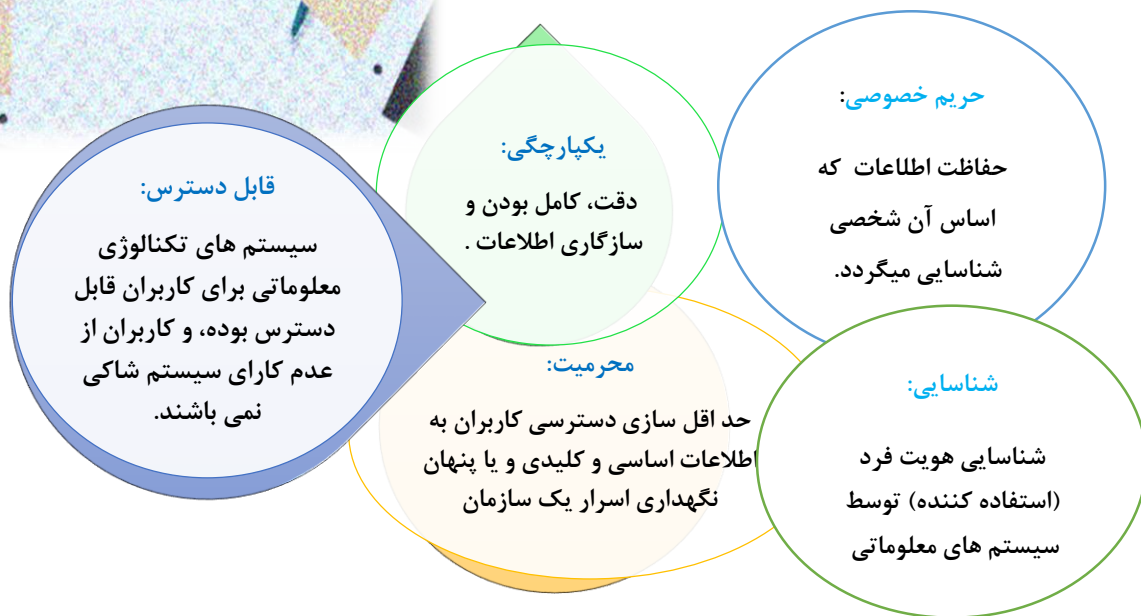 حریم خصوصی:
حفاظت اطلاعات که
اساس آن شخصی
شناسایی میگردد.
یکپارچگی:
دقت، کامل بودن و
سازگاری اطلاعات .
قابل دسترس:
سیستم های تکنالوژی
معلوماتی برای کاربران قابل
دسترس بوده، و کاربران از
عدم کارای سیستم شاکی
نمی باشند.
محرمیت:
حد اقل سازی دسترسی کاربران به
اطلاعات اساسی و کلیدی و یا پنهان
نگهداری اسرار یک سازمان
شناسایی:
شناسایی هویت فرد
(استفاده کننده) توسط
سیستم های معلوماتی